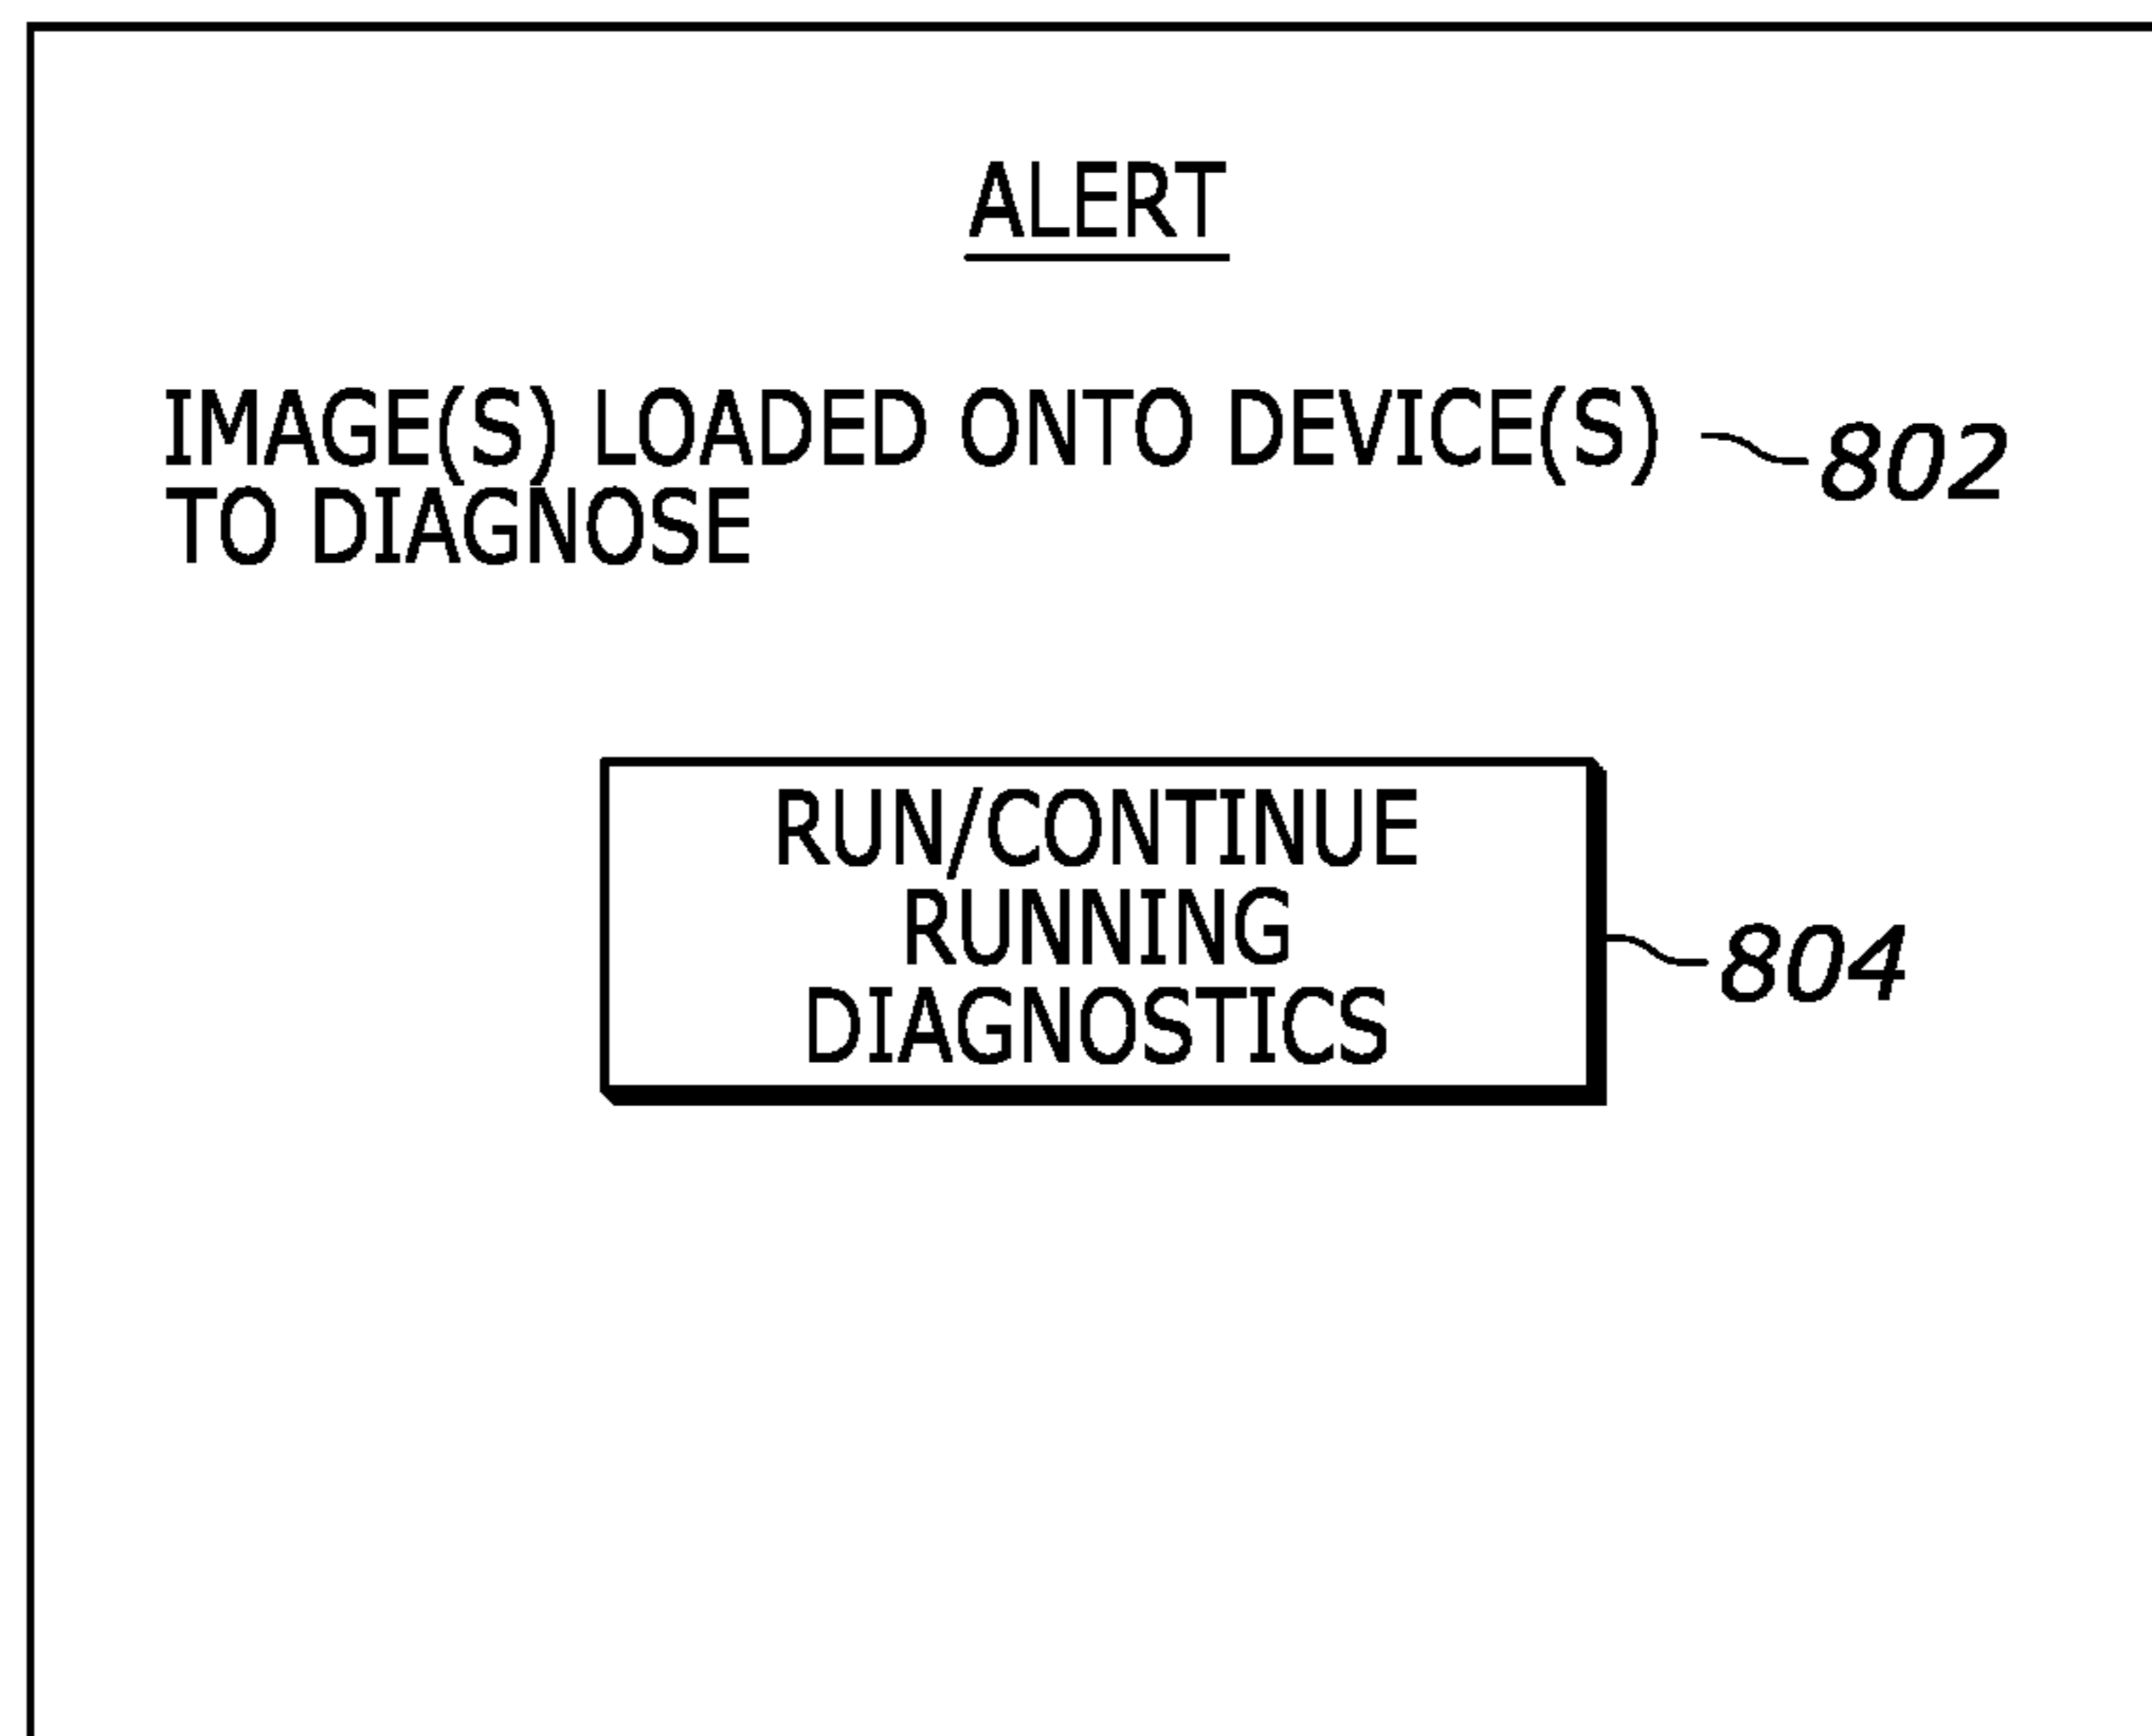 ALERT
IMAGE(S) LOADED ONTO DEVICE(S)
802
TO DIAGNOSE
RUN/CONTINUE
RUNNING
804
DIAGNOSTICS